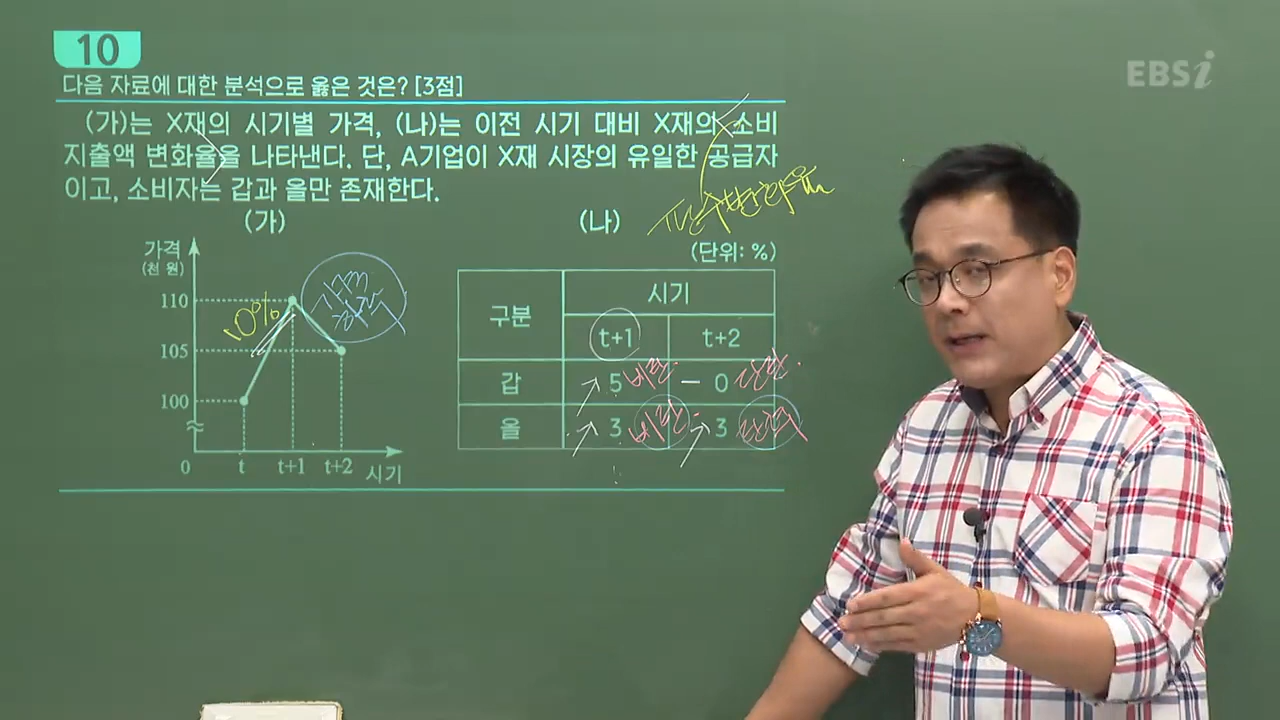 10
EBSi
다음 자료에 대한 분석으로 옳은 것은? [3점]
(가)는 X재의 시기별 가격, (나)는 이전 시기 대비 X재의 소비
지출액 변화율을 나타낸다. 단, A기업이 X재 시장의 유일한 공급자
이고, 소비자는 갑과 을만 존재한다.
(가)
(나)
가격
(천 원)
110
105
100
0
t
t+1
t+2
시기
10%
(단위: %)
구분
시기
t+1
t+2
갑
5
비탄
0
단탄
을
3
비탄
3